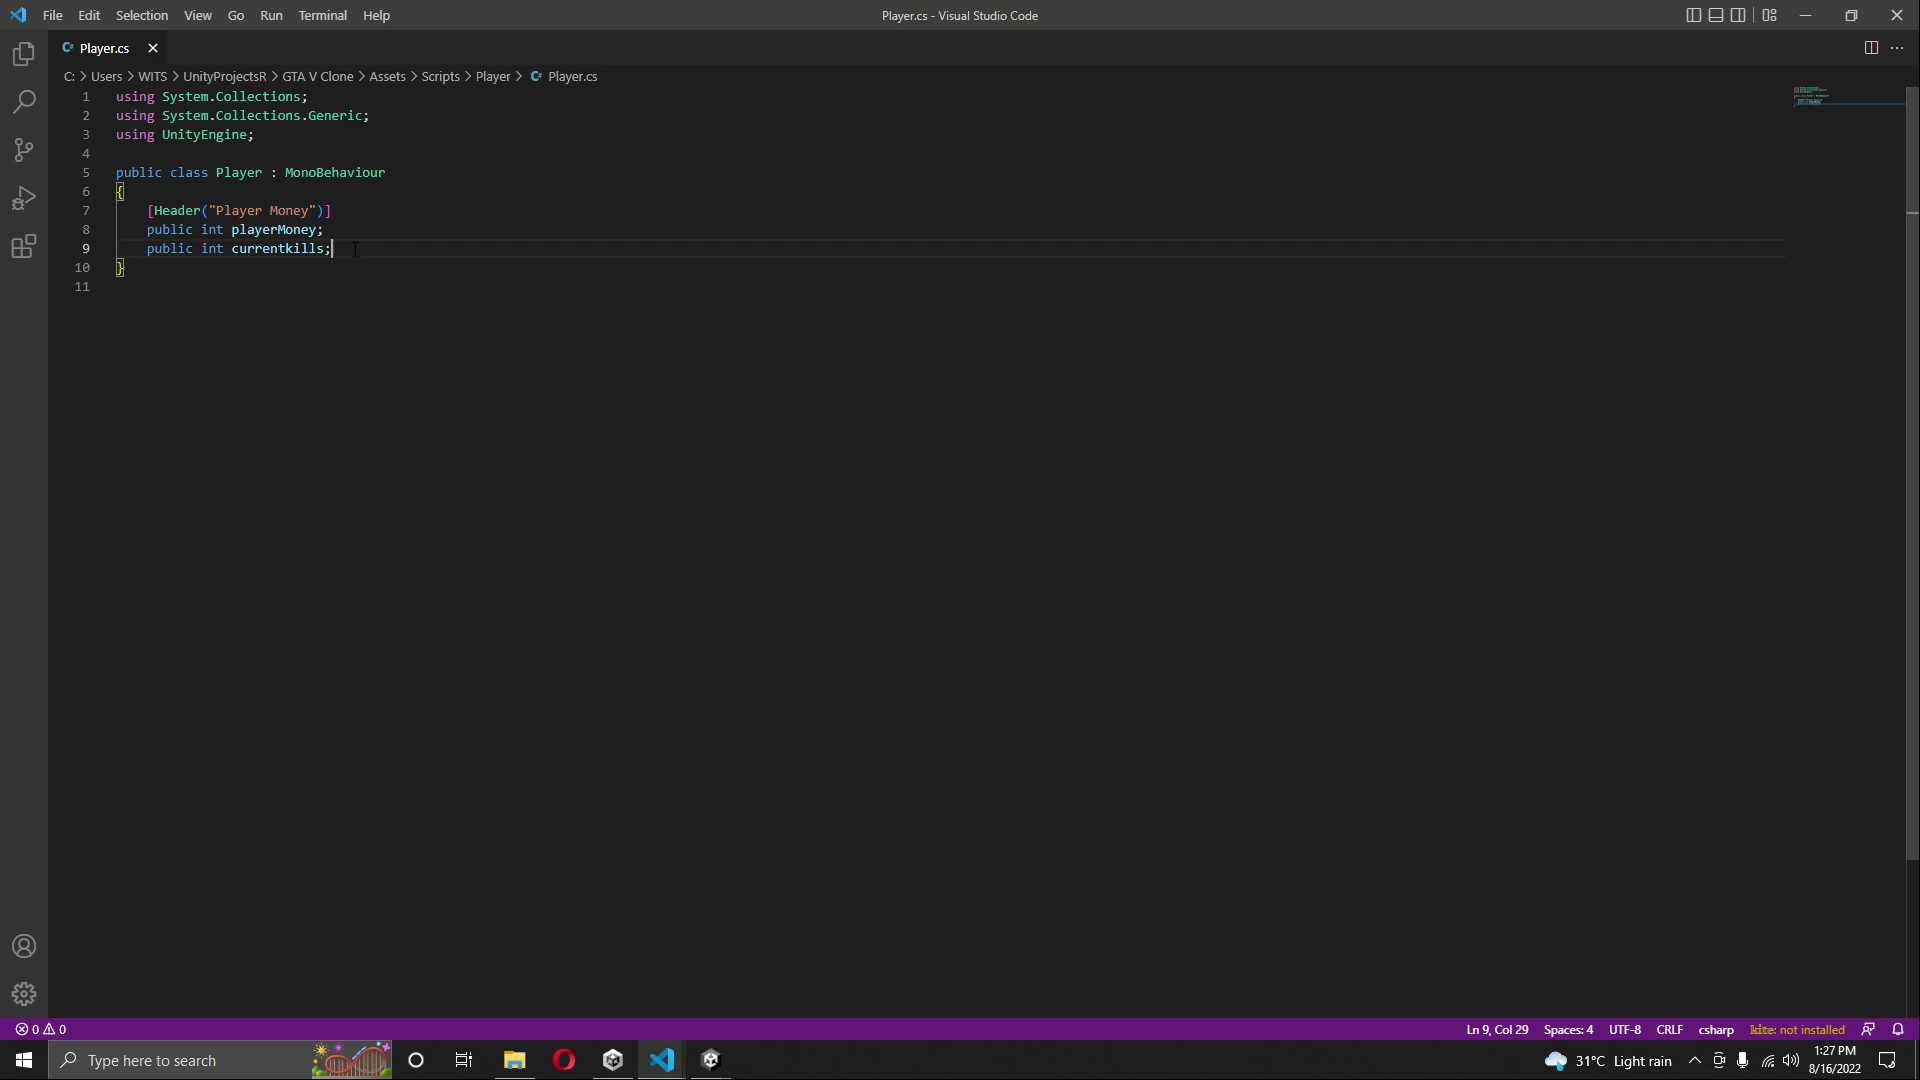 File Edit Selection View Go Run Terminal Help
Player.cs - Visual Studio Code
Player.cs
C: > Users > WITS > UnityProjectsR > GTA V Clone > Assets > Scripts > Player > Player.cs
1 using System.Collections;
2 using System.Collections.Generic;
3 using UnityEngine;
4
5 public class Player : MonoBehaviour
6 {
7 [Header("Player Money")]
8 public int playerMoney;
9 public int currentkills;
10 }
11
0 0
Ln 9, Col 29 Spaces: 4 UTF-8 CRLF csharp kite: not installed
Type here to search
31°C Light rain
1:27 PM
8/16/2022